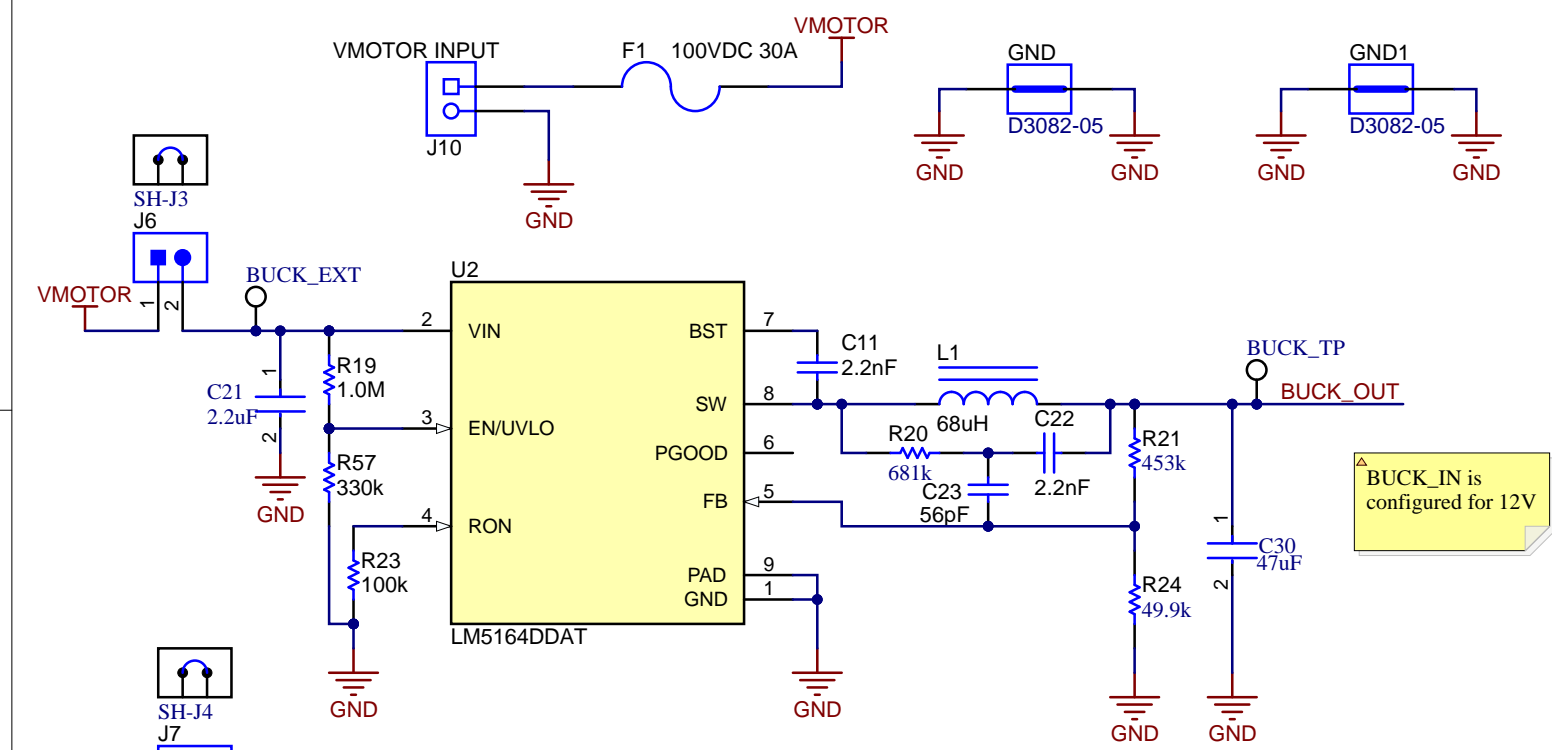 VMOTOR
VMOTOR INPUT
F1
100VDC 30A
J10
GND
GND
D3082-05
GND
GND
GND1
D3082-05
GND
GND
SH-J3
J6
VMOTOR
1
2
BUCK_EXT
C21
2.2uF
1
2
GND
R19
1.0M
R57
330k
R23
100k
GND
U2
2
VIN
3
EN/UVLO
4
RON
BST
7
SW
8
PGOOD
6
FB
5
PAD
9
GND
1
LM5164DDAT
GND
C11
2.2nF
L1
68uH
R20
681k
C22
2.2nF
C23
56pF
R21
453k
R24
49.9k
GND
BUCK_TP
BUCK_OUT
1
C30
47uF
2
GND
BUCK_IN is
configured for 12V
SH-J4
J7